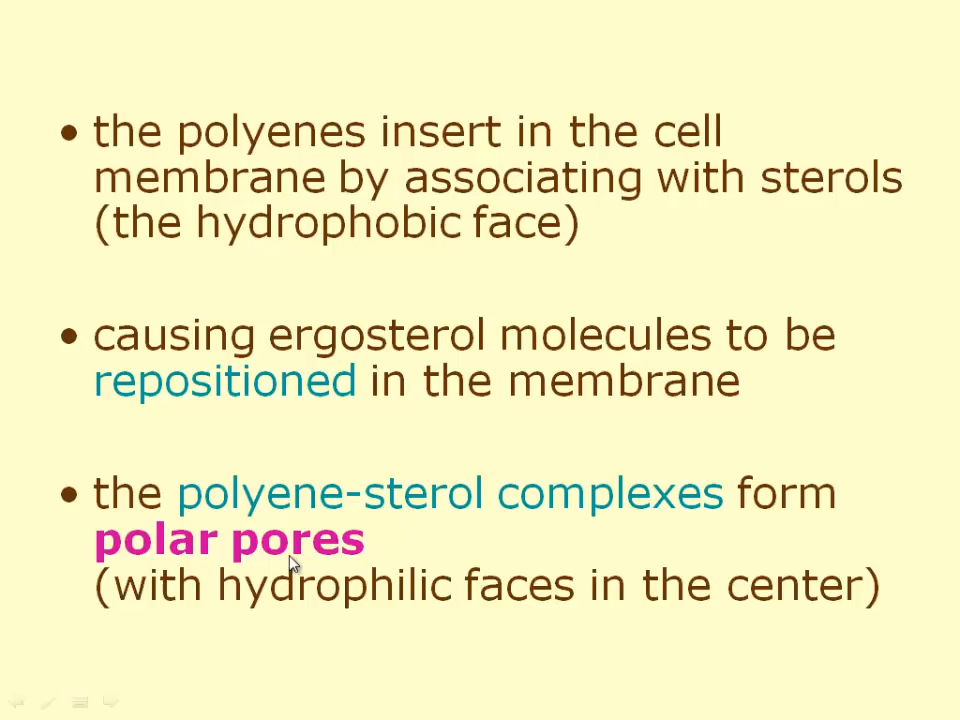 • the polyenes insert in the cell
membrane by associating with sterols
(the hydrophobic face)
• causing ergosterol molecules to be
repositioned in the membrane
• the polyene-sterol complexes form
polar pores
(with hydrophilic faces in the center)